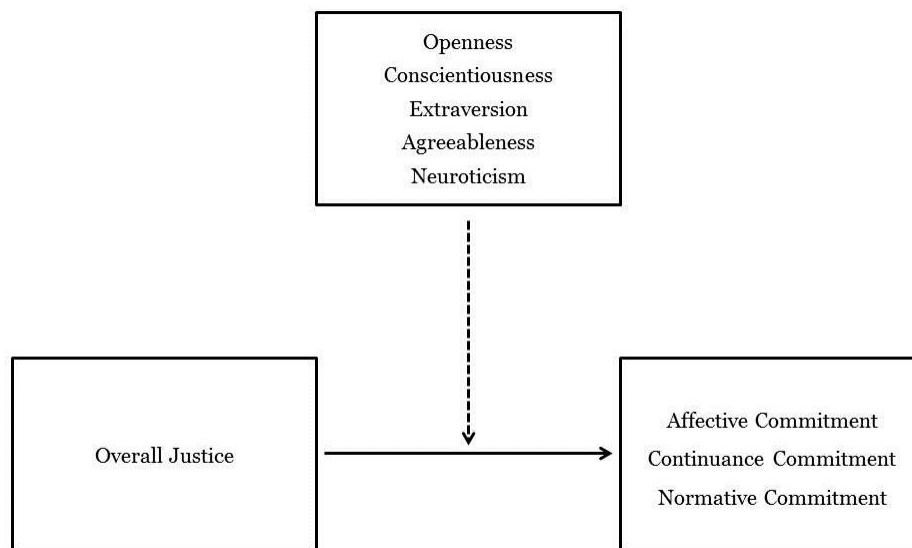 Openness
Conscientiousness
Extraversion
Agreeableness
Neuroticism
Overall Justice
Affective Commitment
Continuance Commitment
Normative Commitment